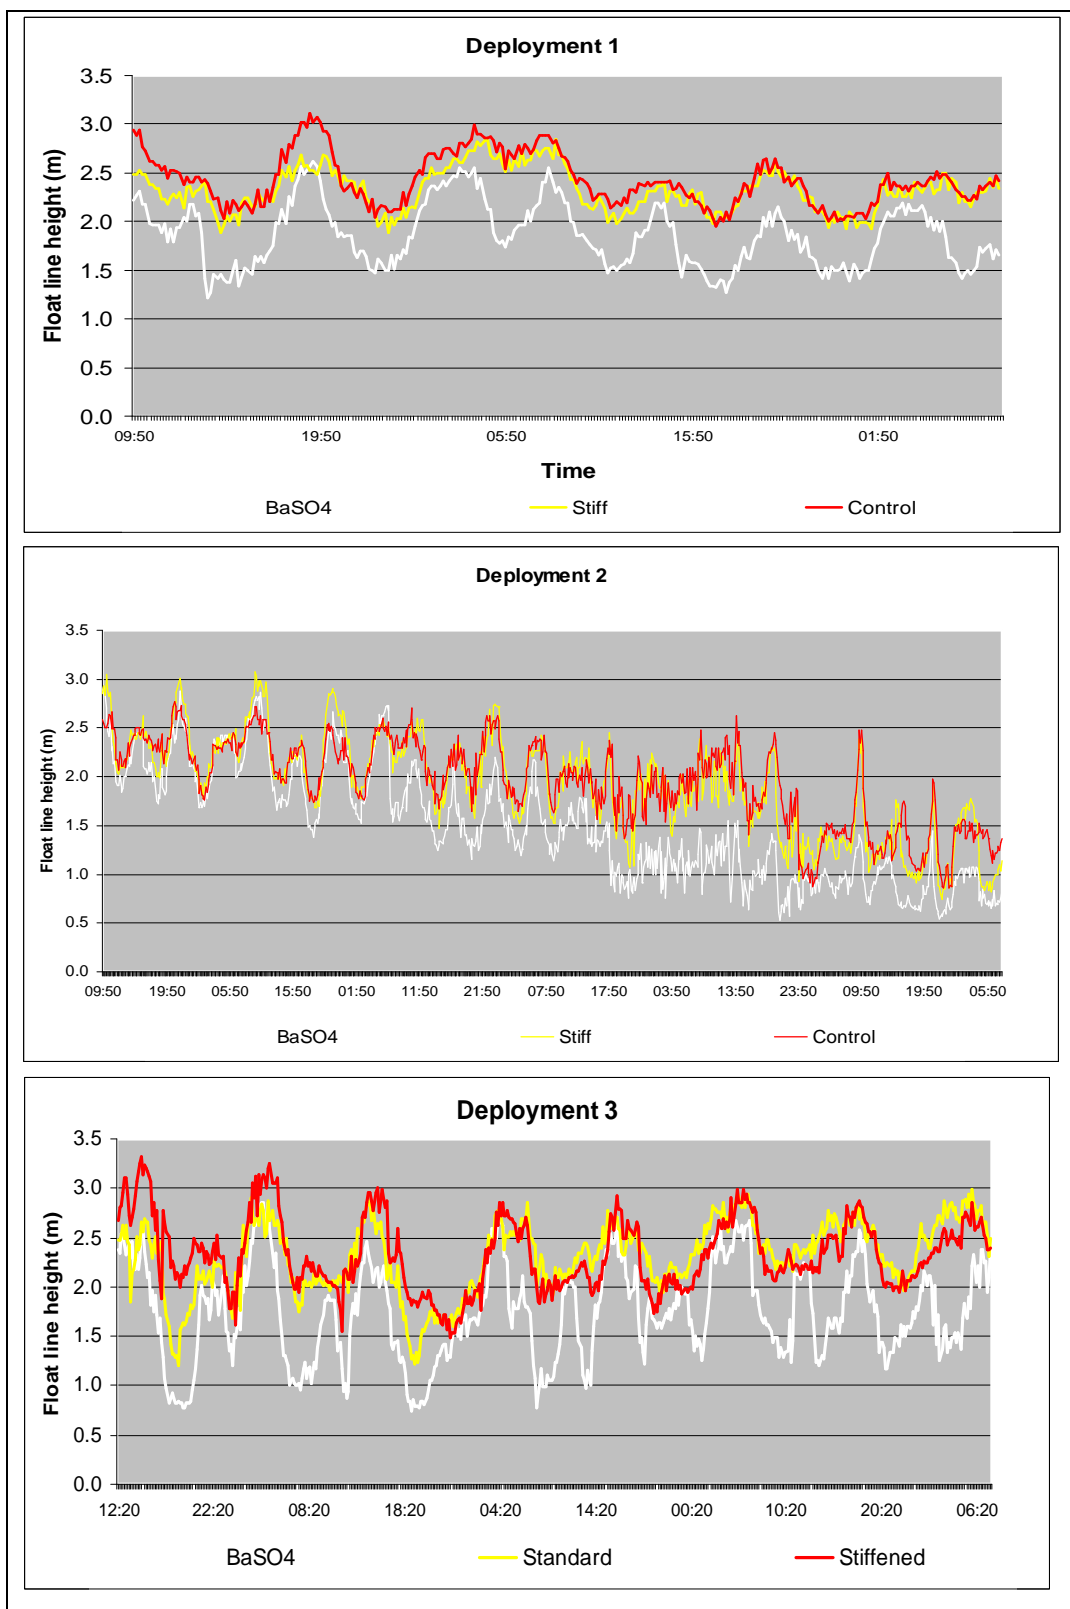 Deployment 1
Float line height (m)
3.5
3.0
2.5
2.0
1.5
1.0
0.5
0.0
09:50 19:50 05:50 15:50 01:50
Time
BaSO4 Stiff Control
Deployment 2
Float line height (m)
3.5
3.0
2.5
2.0
1.5
1.0
0.5
0.0
09:50 19:50 05:50 15:50 01:50 11:50 21:50 07:50 17:50 03:50 13:50 23:50 09:50 19:50 05:50
BaSO4 Stiff Control
Deployment 3
Float line height (m)
3.5
3.0
2.5
2.0
1.5
1.0
0.5
0.0
12:20 22:20 08:20 18:20 04:20 14:20 00:20 10:20 20:20 06:20
BaSO4 Standard Stiffened